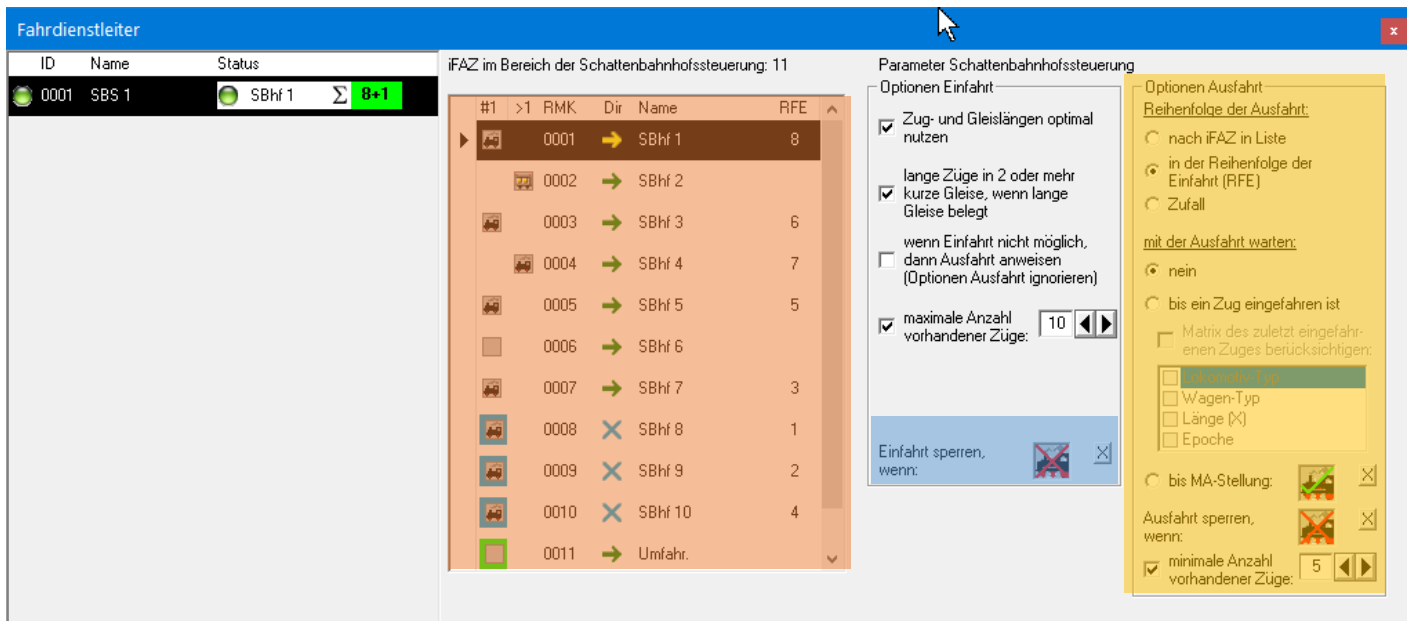 Fahrdienstleiter
x
ID Name Status
0001 SBS 1 SBhf 1 Σ 8+1
iFAZ im Bereich der Schattenbahnhofssteuerung: 11
#1 >1 RMK Dir Name RFE
0001 SBhf 1 8
0002 SBhf 2
0003 SBhf 3 6
0004 SBhf 4 7
0005 SBhf 5 5
0006 SBhf 6
0007 SBhf 7 3
0008 SBhf 8 1
0009 SBhf 9 2
0010 SBhf 10 4
0011 Umfahr.
Parameter Schattenbahnhofssteuerung
Optionen Einfahrt
Zug- und Gleislängen optimal
nutzen
lange Züge in 2 oder mehr
kurze Gleise, wenn lange
Gleise belegt
wenn Einfahrt nicht möglich,
dann Ausfahrt anweisen
(Optionen Ausfahrt ignorieren)
maximale Anzahl
vorhandener Züge: 10
Einfahrt sperren,
wenn: X
Optionen Ausfahrt
Reihenfolge der Ausfahrt:
nach iFAZ in Liste
in der Reihenfolge der
Einfahrt (RFE)
Zufall
mit der Ausfahrt warten:
nein
bis ein Zug eingefahren ist
Matrix des zuletzt eingefahr-
enen Zuges berücksichtigen:
Lokomotiv-Typ
Wagen-Typ
Länge (X)
Epoche
bis MA-Stellung: X
Ausfahrt sperren,
wenn: X
minimale Anzahl
vorhandener Züge: 5